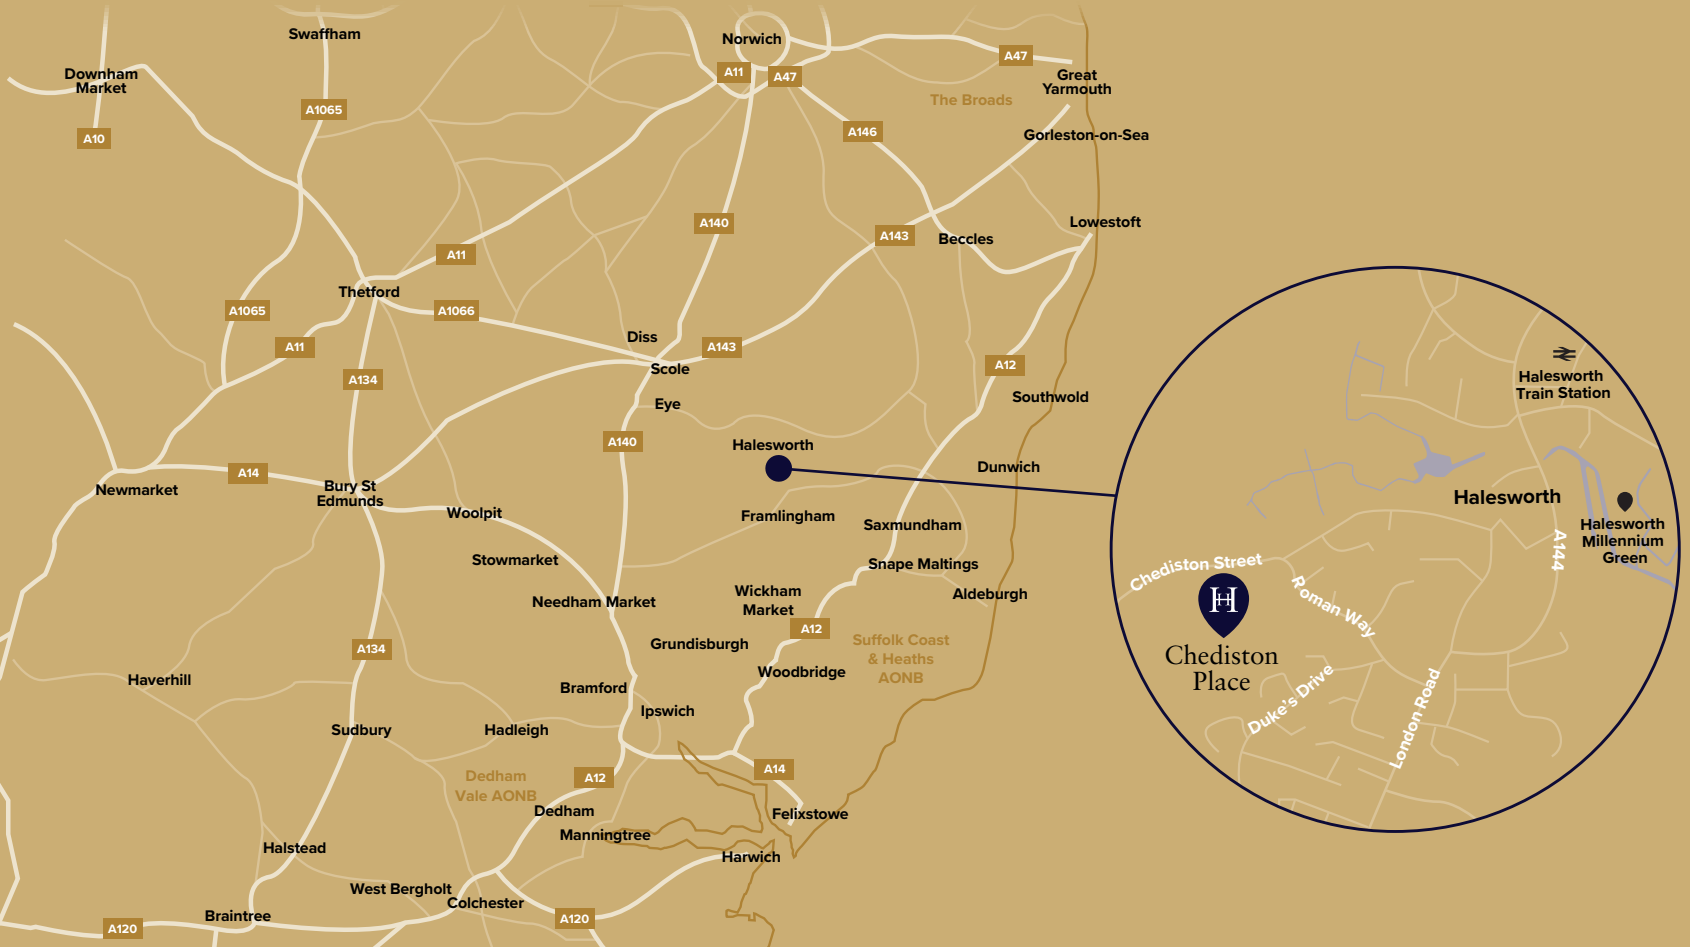 Swaffham
Norwich
A47
A11
A47
Downham
Market
Great
Yarmouth
The Broads
A1065
A10
A146
Gorleston-on-Sea
A140
Lowestoft
A143
Beccles
A11
Thetford
A1065
A1066
Diss
A11
A143
Scole
A12
A134
Southwold
Eye
A140
Halesworth
Dunwich
A14
Newmarket
Bury St
Edmunds
Woolpit
Framlingham
Saxmundham
Stowmarket
Snape Maltings
Wickham
Market
Aldeburgh
Needham Market
A12
Grundisburgh
Suffolk Coast
& Heaths
AONB
A134
Woodbridge
Haverhill
Bramford
Ipswich
Sudbury
Hadleigh
A14
Dedham
Vale AONB
A12
Dedham
Felixstowe
Manningtree
Halstead
Harwich
West Bergholt
Colchester
Braintree
A120
A120
Halesworth
Train Station
Halesworth
Halesworth
Millennium
Green
A144
Chediston Street
Roman Way
H
Chediston
Place
Duke's Drive
London Road